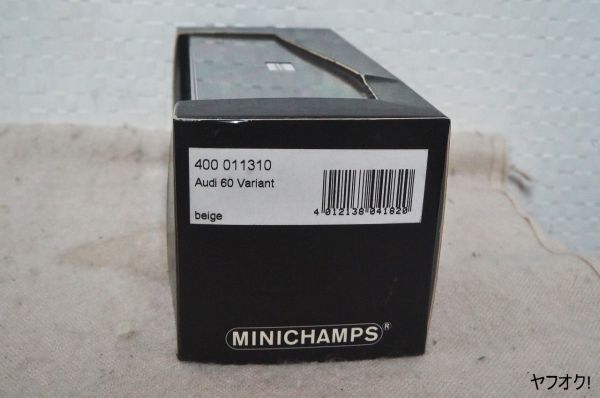 400 011310
Audi 60 Variant
beige
4 012138 041820
MINICHAMPS®
ヤフオク!